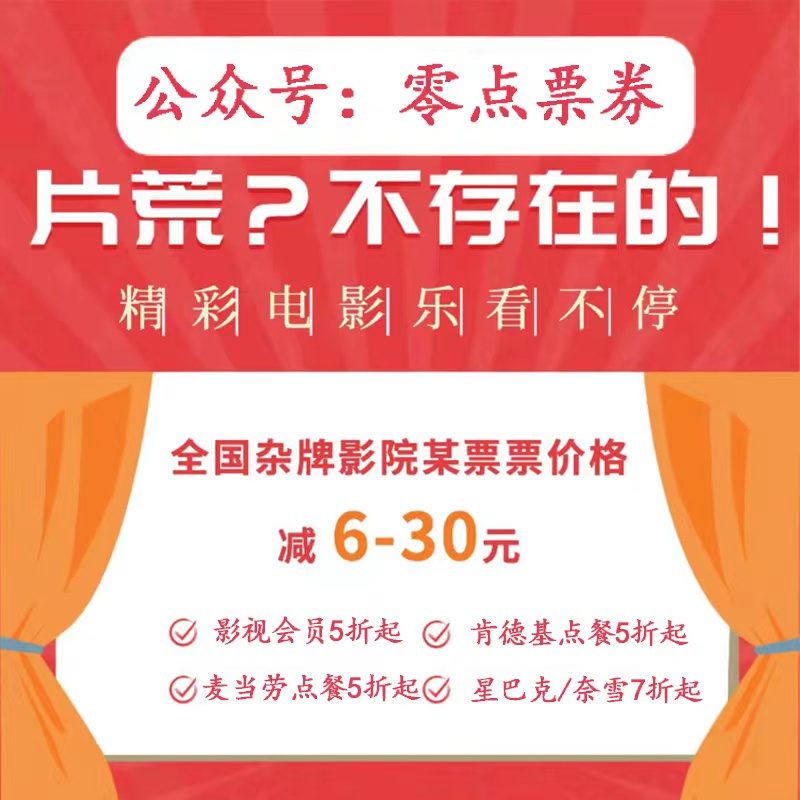 公众号：零点票券
片荒？不存在的！
精彩|电|影|乐|看|不|停
全国杂牌影院某票票价格
减 6-30元
影视会员5折起
肯德基点餐5折起
麦当劳点餐5折起
星巴克/奈雪7折起